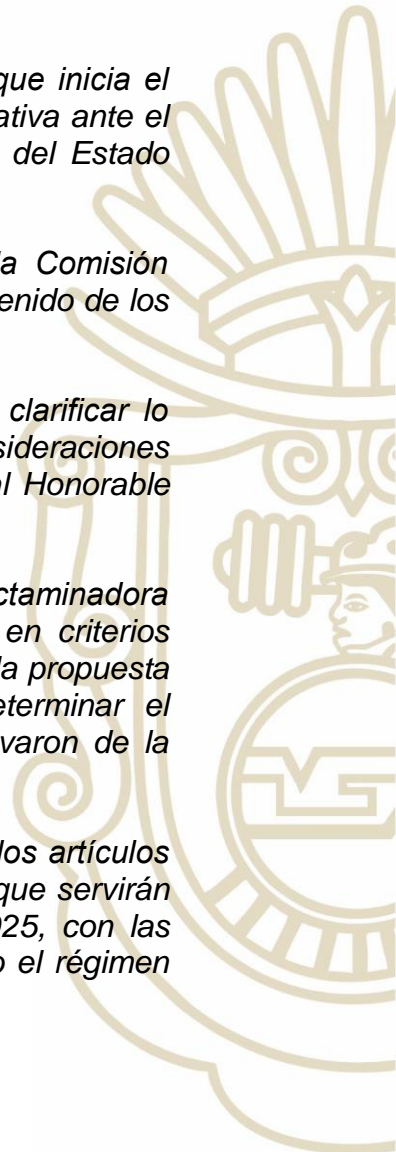 que inicia el
ativa ante el
del Estado
a Comisión
enido de los
clarificar lo
sideraciones
al Honorable
ctaminadora
en criterios
la propuesta
eterminar el
varon de la
los artículos
que servirán
025, con las
o el régimen